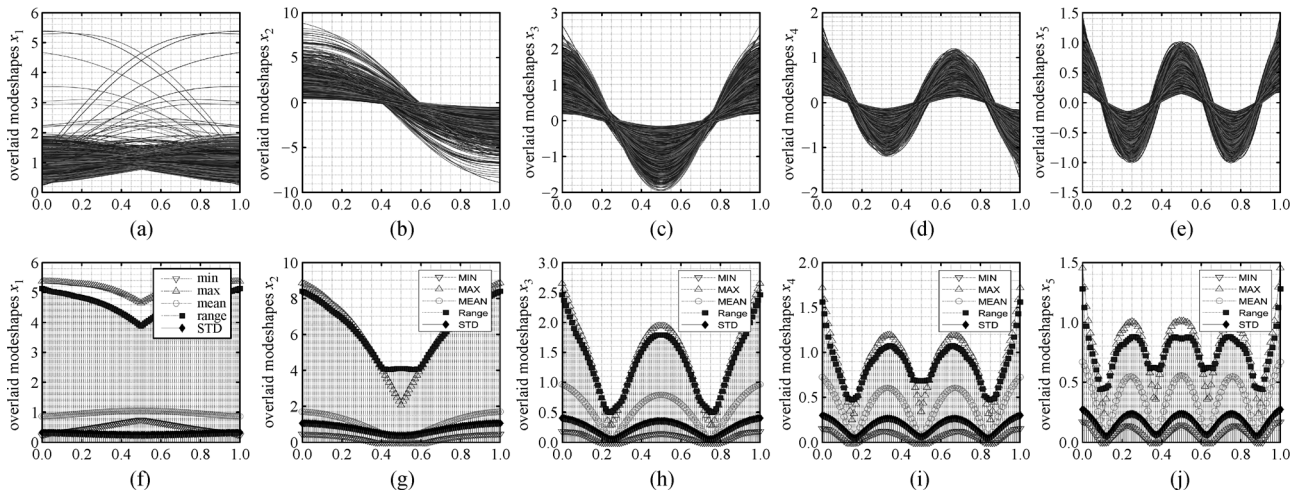 overlaid modeshapes x1
6
5
4
3
2
1
0
0.0 0.2 0.4 0.6 0.8 1.0
(a)
overlaid modeshapes x2
10
5
0
−5
−10
0.0 0.2 0.4 0.6 0.8 1.0
(b)
overlaid modeshapes x3
3
2
1
0
−1
−2
0.0 0.2 0.4 0.6 0.8 1.0
(c)
overlaid modeshapes x4
2
1
0
−1
−2
0.0 0.2 0.4 0.6 0.8 1.0
(d)
overlaid modeshapes x5
1.5
1.0
0.5
0.0
−0.5
−1.0
−1.5
0.0 0.2 0.4 0.6 0.8 1.0
(e)
overlaid modeshapes x1
6
5
4
3
2
1
0
min
max
mean
range
STD
0.0 0.2 0.4 0.6 0.8 1.0
(f)
overlaid modeshapes x2
10
8
6
4
2
0
MIN
MAX
MEAN
Range
STD
0.0 0.2 0.4 0.6 0.8 1.0
(g)
overlaid modeshapes x3
3.0
2.5
2.0
1.5
1.0
0.5
0.0
MIN
MAX
MEAN
Range
STD
0.0 0.2 0.4 0.6 0.8 1.0
(h)
overlaid modeshapes x4
2.0
1.5
1.0
0.5
0.0
MIN
MAX
MEAN
Range
STD
0.0 0.2 0.4 0.6 0.8 1.0
(i)
overlaid modeshapes x5
1.5
1.0
0.5
0.0
MIN
MAX
MEAN
Range
STD
0.0 0.2 0.4 0.6 0.8 1.0
(j)